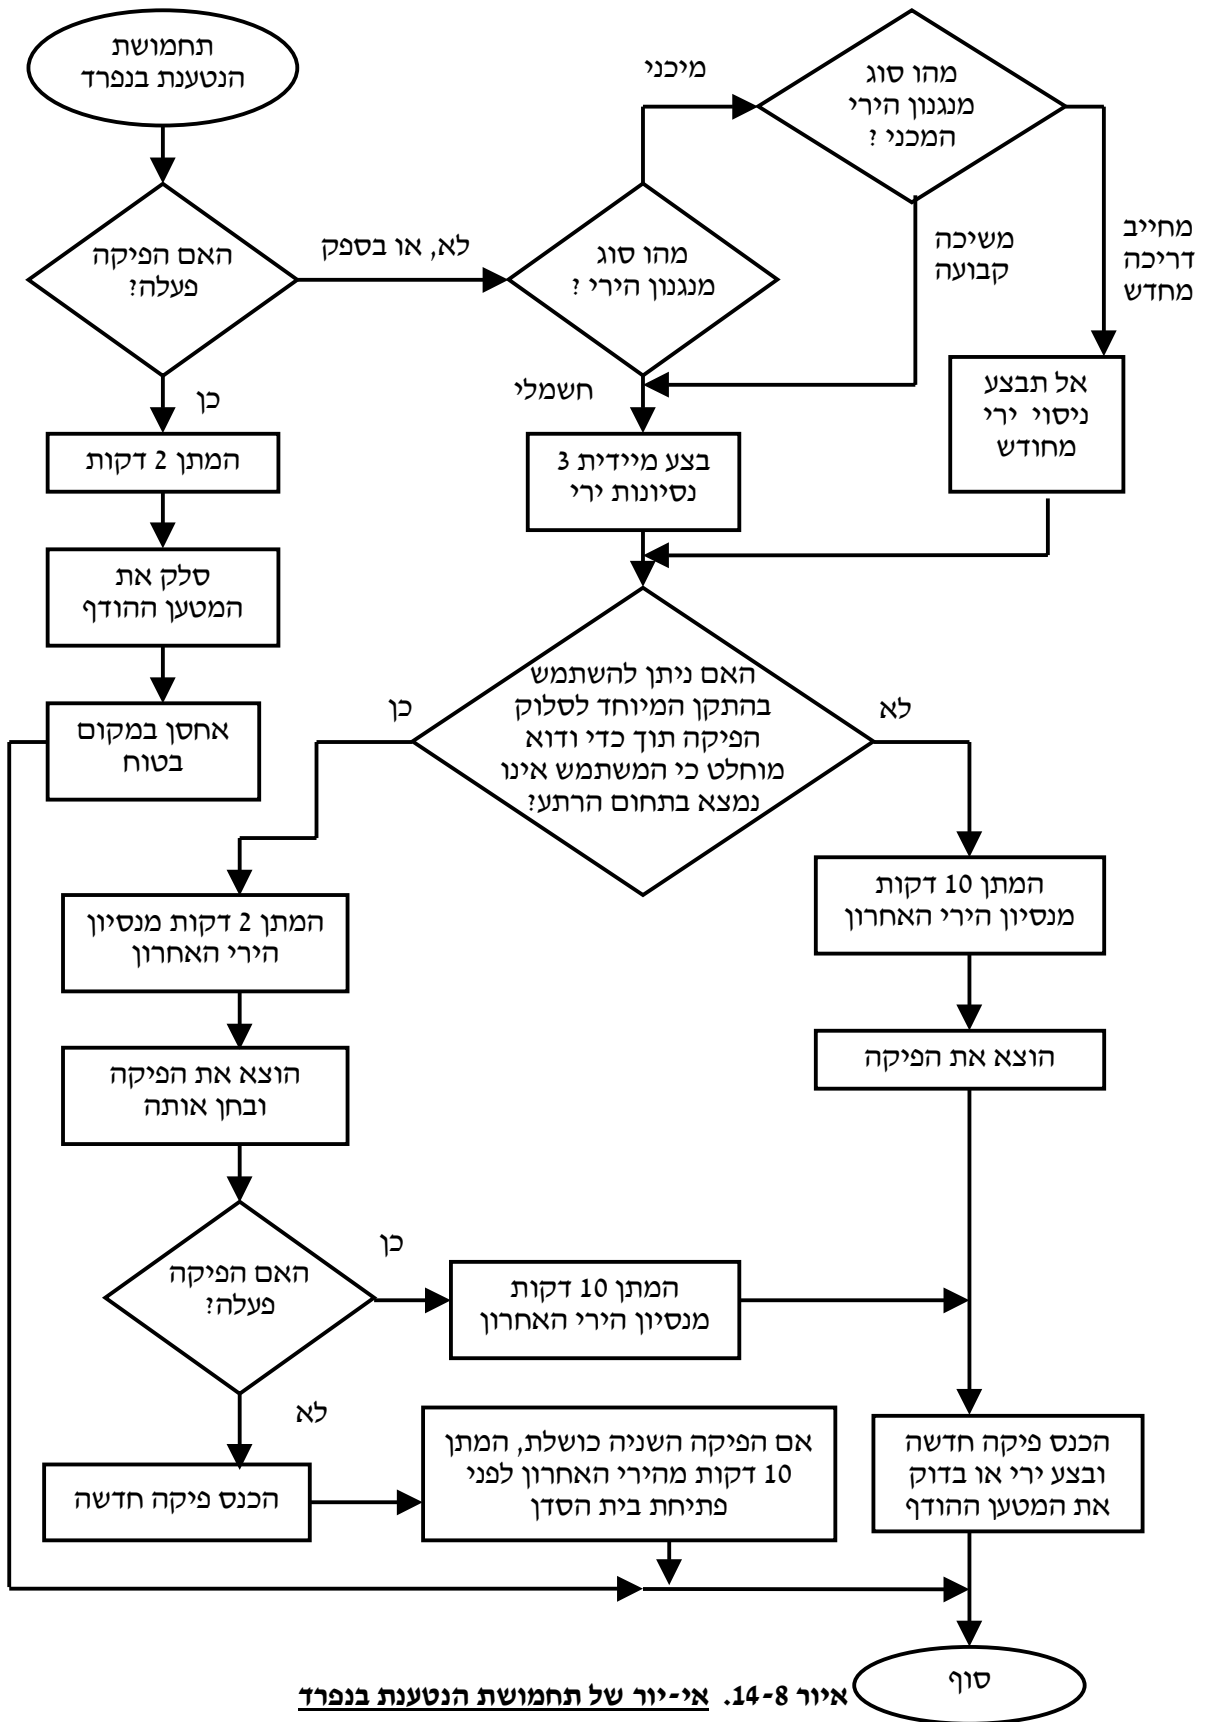 תחמושת
הנטענת בנפרד
האם הפיקה
פעלה?
לא, או בספק
מהו סוג
מנגנון הירי ?
מיכני
מהו סוג
מנגנון הירי
המכני ?
משיכה
קבועה
מחייב
דריכה
מחדש
אל תבצע
ניסוי ירי
מחודש
חשמלי
בצע מיידית 3
נסיונות ירי
כן
המתן 2 דקות
סלק את
המטען ההודף
אחסן במקום
בטוח
האם ניתן להשתמש
בהתקן המיוחד לסלוק
הפיקה תוך כדי ודוא
מוחלט כי המשתמש אינו
נמצא בתחום הרתע?
לא
המתן 10 דקות
מנסיון הירי האחרון
הוצא את הפיקה
כן
המתן 2 דקות מנסיון
הירי האחרון
הוצא את הפיקה
ובחן אותה
האם הפיקה
פעלה?
כן
המתן 10 דקות
מנסיון הירי האחרון
לא
הכנס פיקה חדשה
אם הפיקה השניה כושלת, המתן
10 דקות מהירי האחרון לפני
פתיחת בית הסדן
הכנס פיקה חדשה
ובצע ירי או בדוק
את המטען ההודף
סוף
איור 14-8. אי-יור של תחמושת הנטענת בנפרד